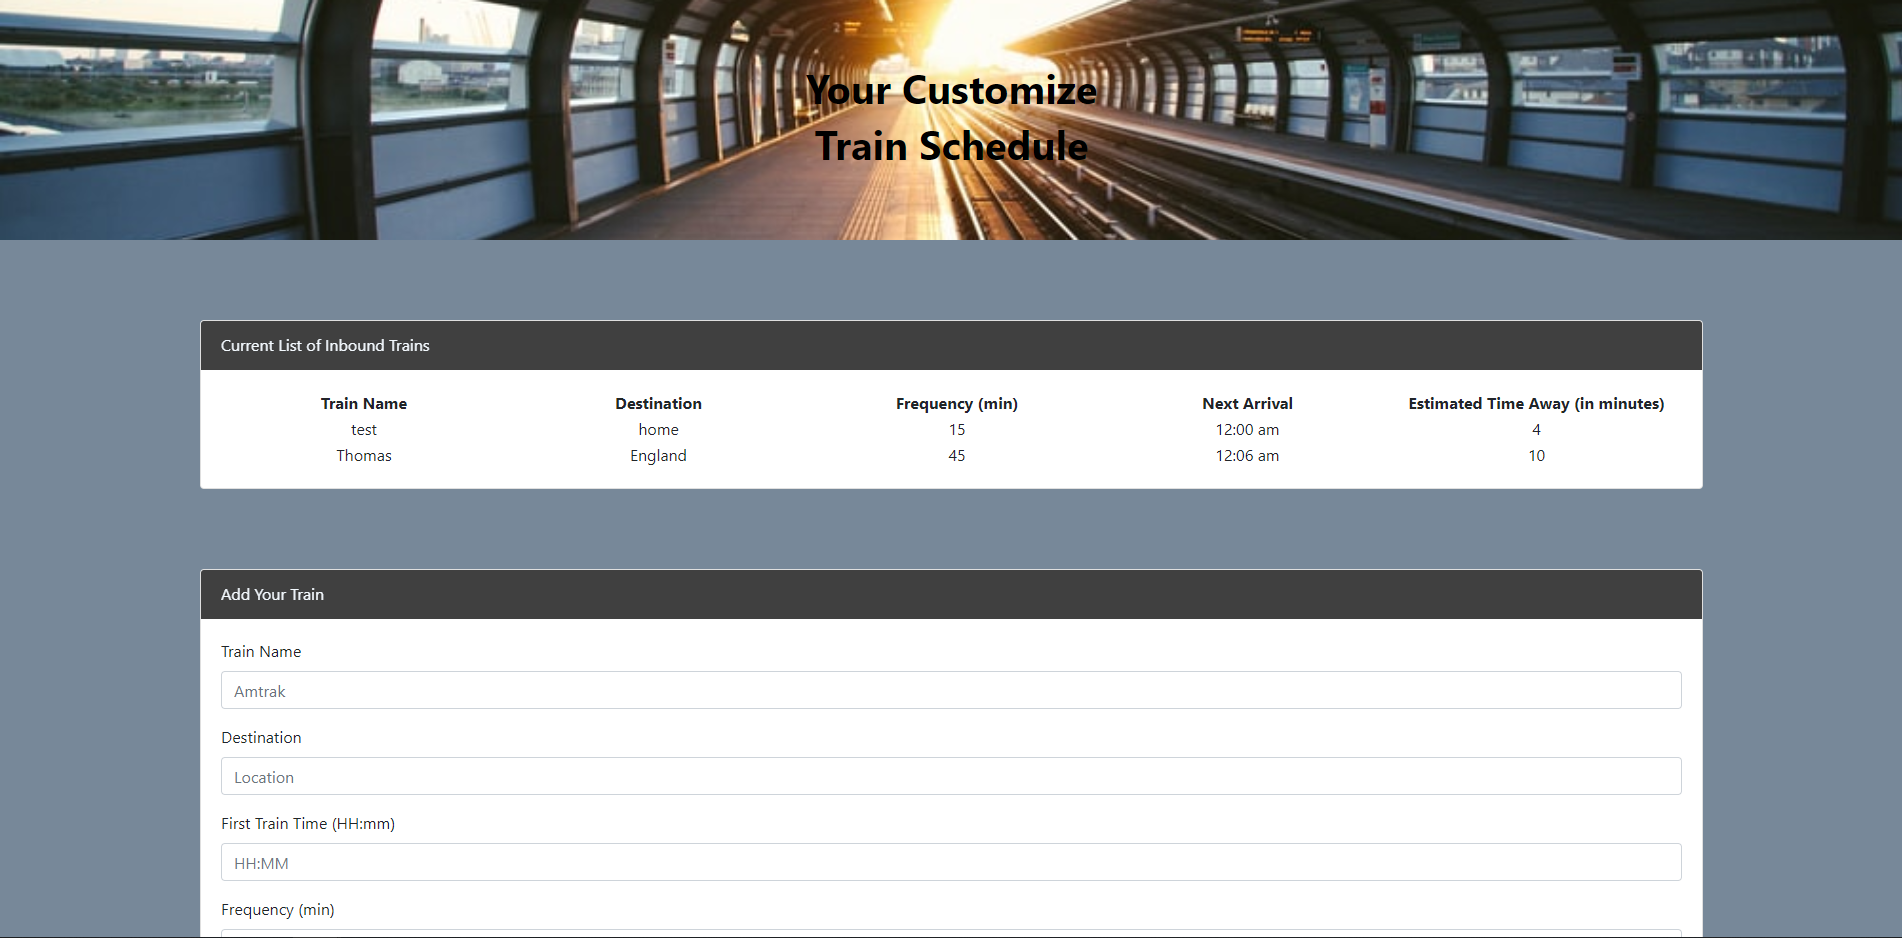 Your Customize
Train Schedule
Current List of Inbound Trains
Train Name Destination Frequency (min) Next Arrival Estimated Time Away (in minutes)
test home 15 12:00 am 4
Thomas England 45 12:06 am 10
Add Your Train
Train Name
Amtrak
Destination
Location
First Train Time (HH:mm)
HH:MM
Frequency (min)